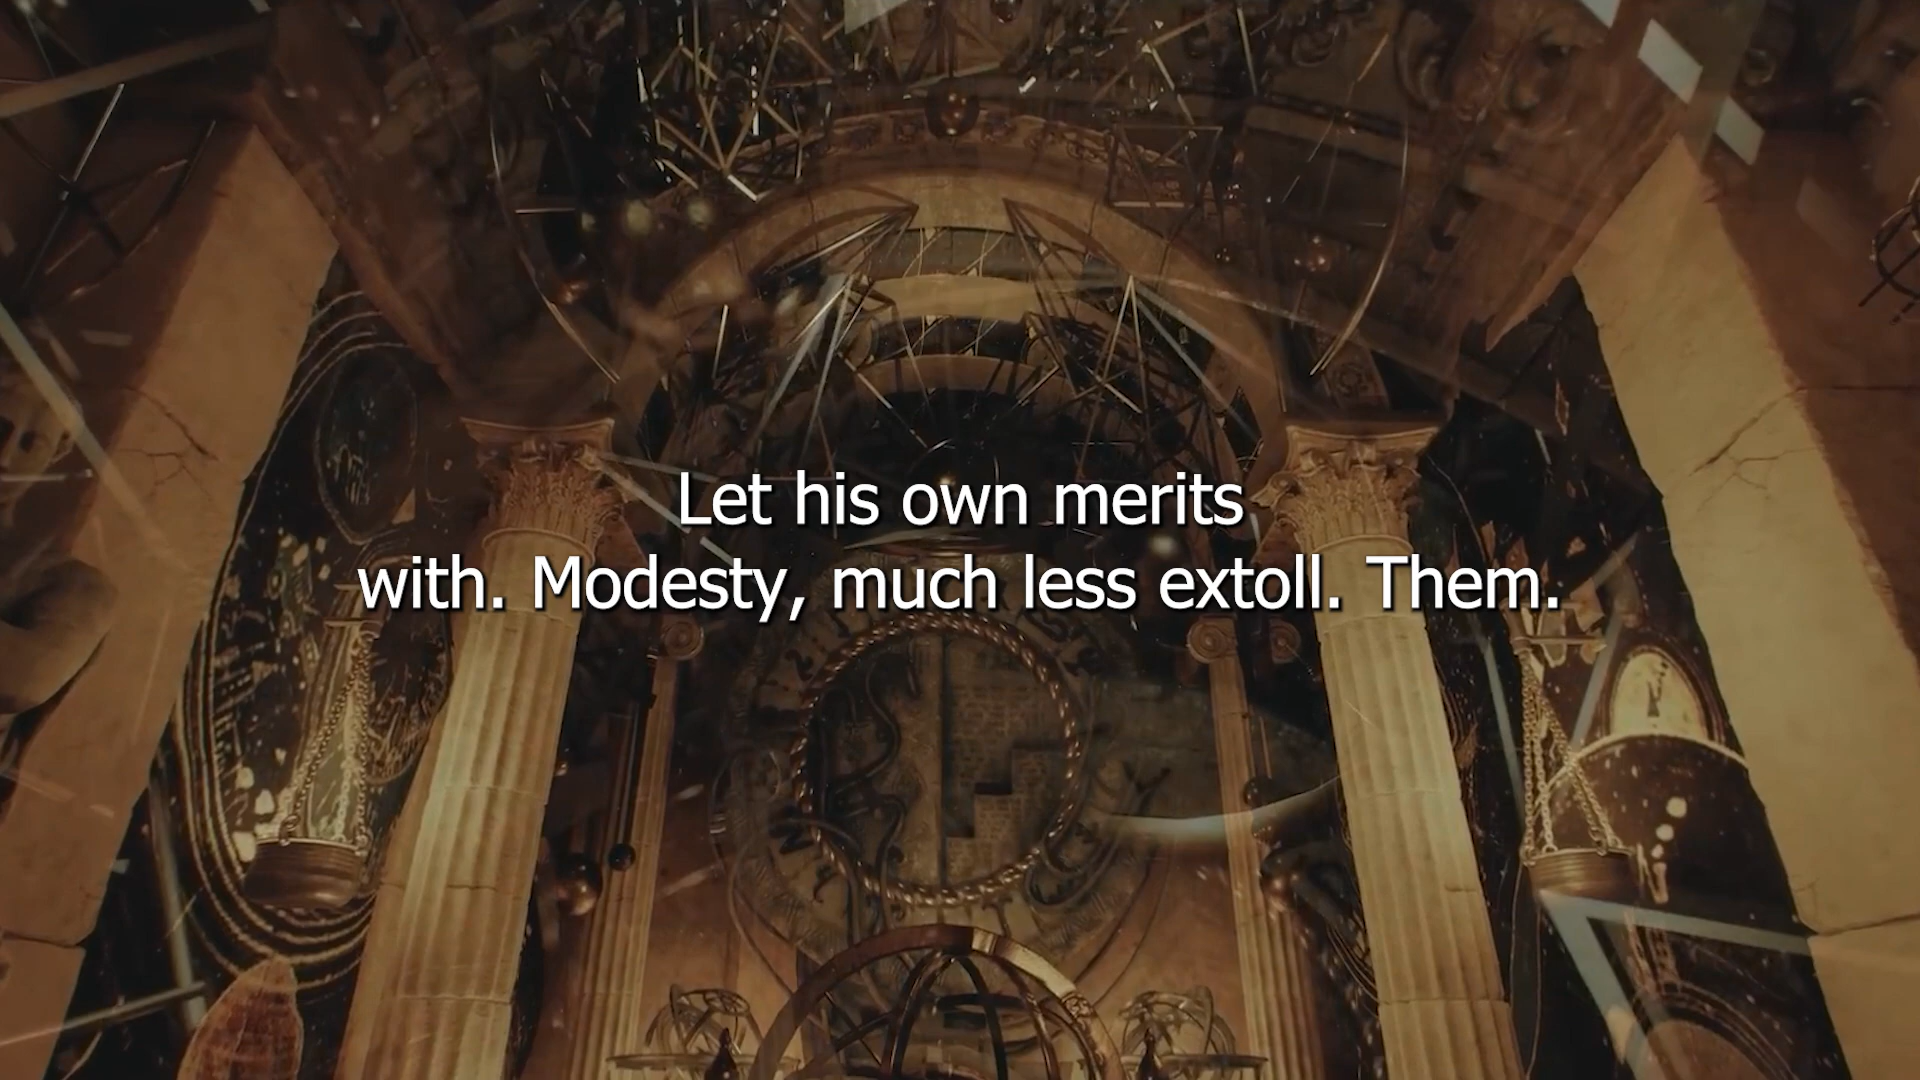 Let his own merits
with. Modesty, much less extoll. Them.